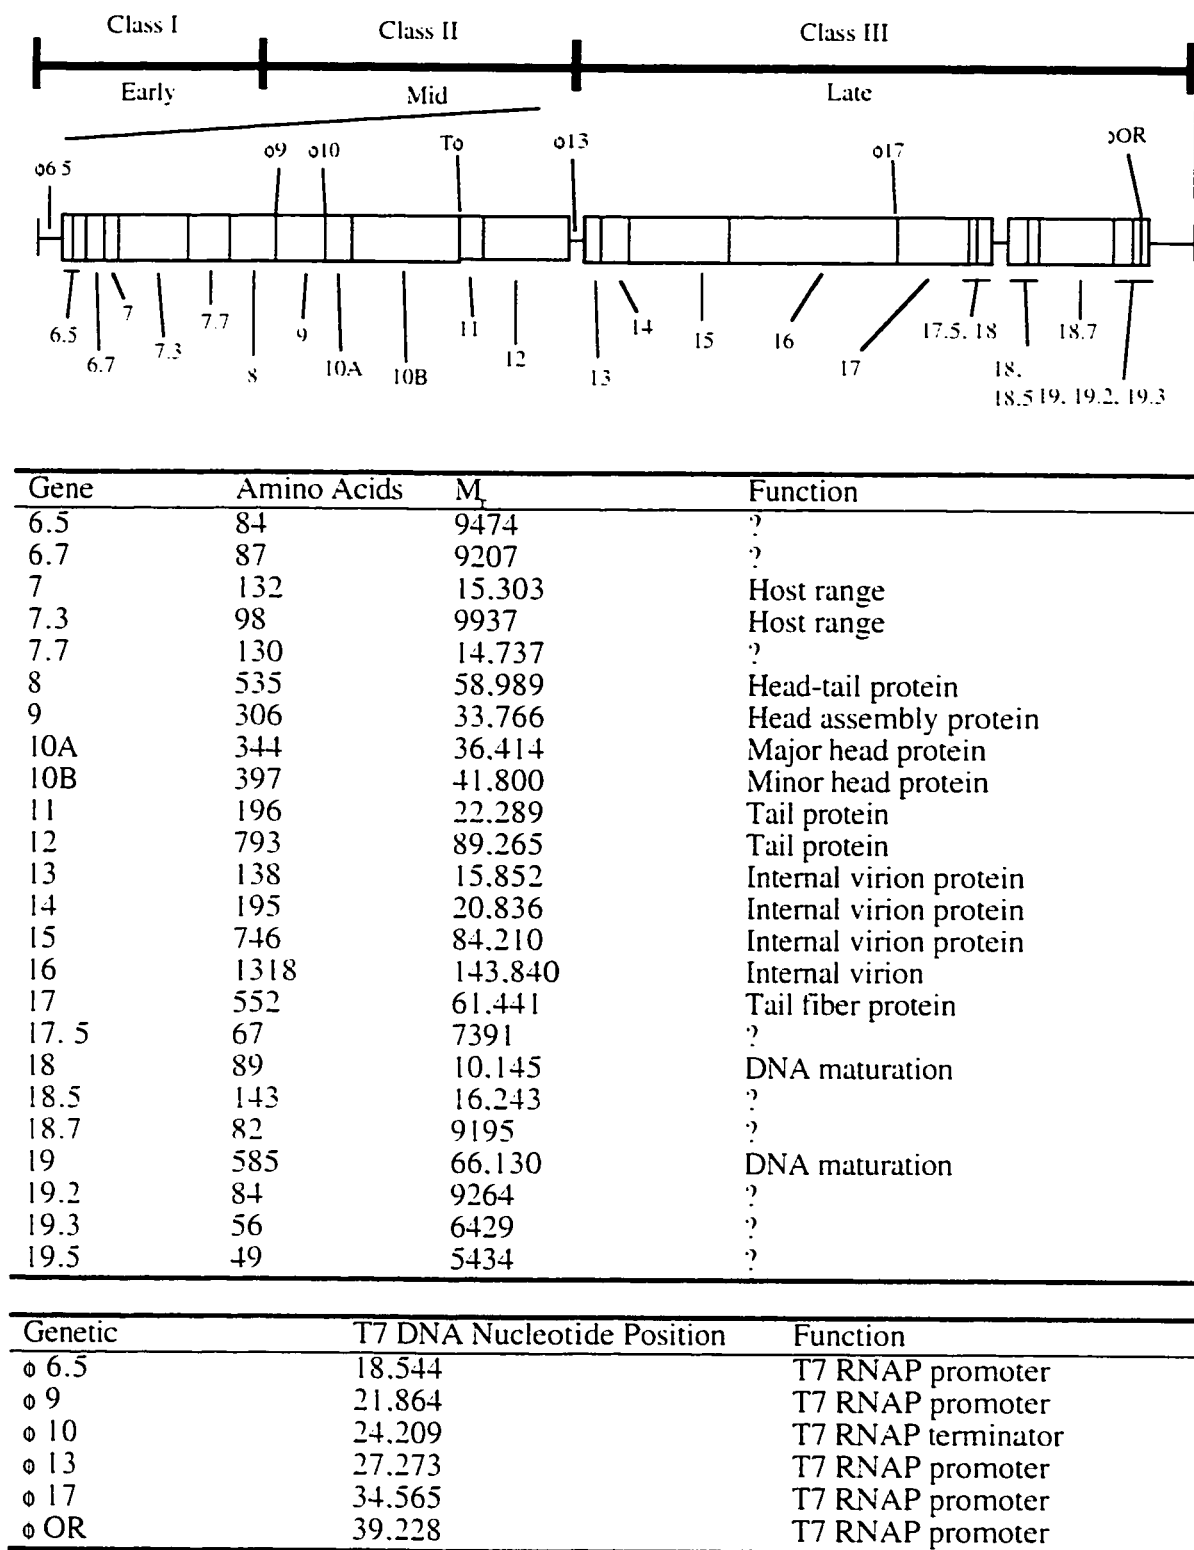 Class I Class II Class III
Early Mid Late
φ6.5 φ9 φ10 Tφ φ13 φ17 φOR
6.5 6.7 7 7.3 7.7 8 9 10A 10B 11 12 13 14 15 16 17 17.5, 18 18, 18.7
18.5 19, 19.2, 19.3
Gene Amino Acids Mr Function
6.5 84 9474 ?
6.7 87 9207 ?
7 132 15.303 Host range
7.3 98 9937 Host range
7.7 130 14.737 ?
8 535 58.989 Head-tail protein
9 306 33.766 Head assembly protein
10A 344 36.414 Major head protein
10B 397 41.800 Minor head protein
11 196 22.289 Tail protein
12 793 89.265 Tail protein
13 138 15.852 Internal virion protein
14 195 20.836 Internal virion protein
15 746 84.210 Internal virion protein
16 1318 143.840 Internal virion
17 552 61.441 Tail fiber protein
17. 5 67 7391 ?
18 89 10.145 DNA maturation
18.5 143 16.243 ?
18.7 82 9195 ?
19 585 66.130 DNA maturation
19.2 84 9264 ?
19.3 56 6429 ?
19.5 49 5434 ?
Genetic T7 DNA Nucleotide Position Function
φ 6.5 18.544 T7 RNAP promoter
φ 9 21.864 T7 RNAP promoter
φ 10 24.209 T7 RNAP terminator
φ 13 27.273 T7 RNAP promoter
φ 17 34.565 T7 RNAP promoter
φ OR 39.228 T7 RNAP promoter